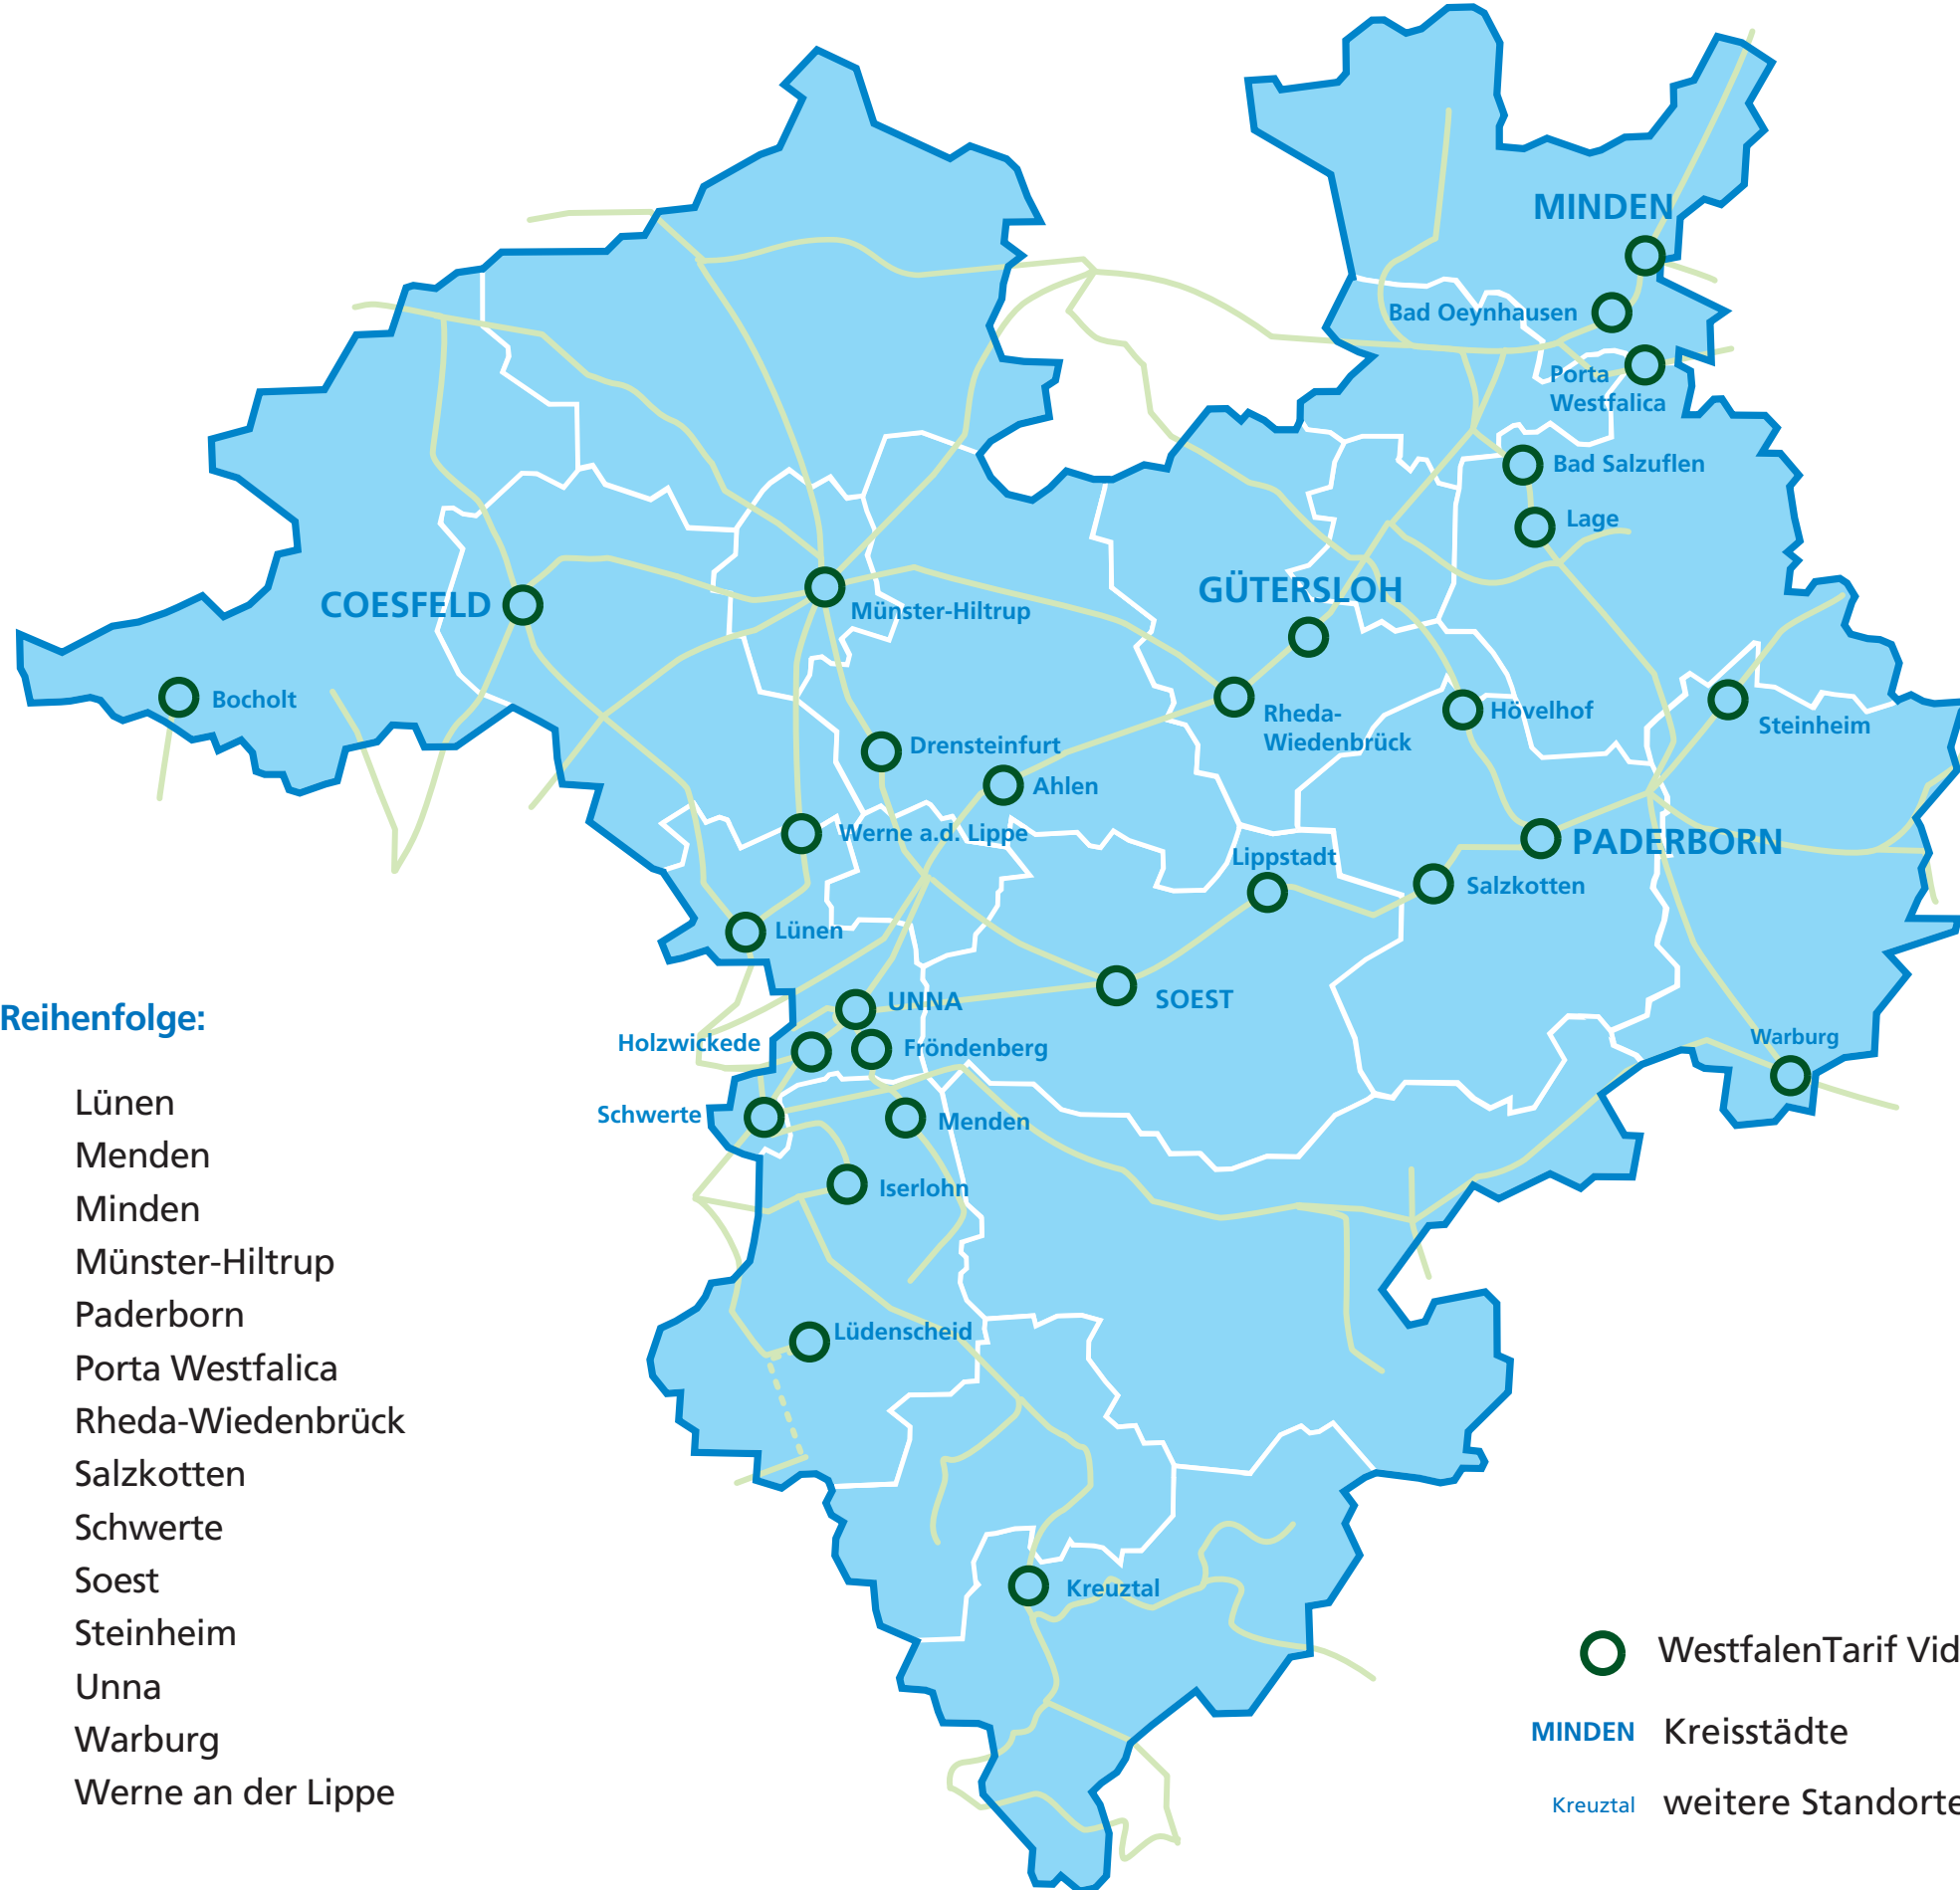 MINDEN
Bad Oeynhausen
Porta
Westfalica
Bad Salzuflen
Lage
GÜTERSLOH
COESFELD
Münster-Hiltrup
Bocholt
Rheda-
Wiedenbrück
Hövelhof
Steinheim
Drensteinfurt
Ahlen
Werne a.d. Lippe
PADERBORN
Lippstadt
Salzkotten
Lünen
UNNA
SOEST
Holzwickede
Fröndenberg
Warburg
Schwerte
Menden
Iserlohn
Lüdenscheid
Kreuztal
Reihenfolge:
Lünen
Menden
Minden
Münster-Hiltrup
Paderborn
Porta Westfalica
Rheda-Wiedenbrück
Salzkotten
Schwerte
Soest
Steinheim
Unna
Warburg
Werne an der Lippe
WestfalenTarif Vid
MINDEN Kreisstädte
Kreuztal weitere Standorte